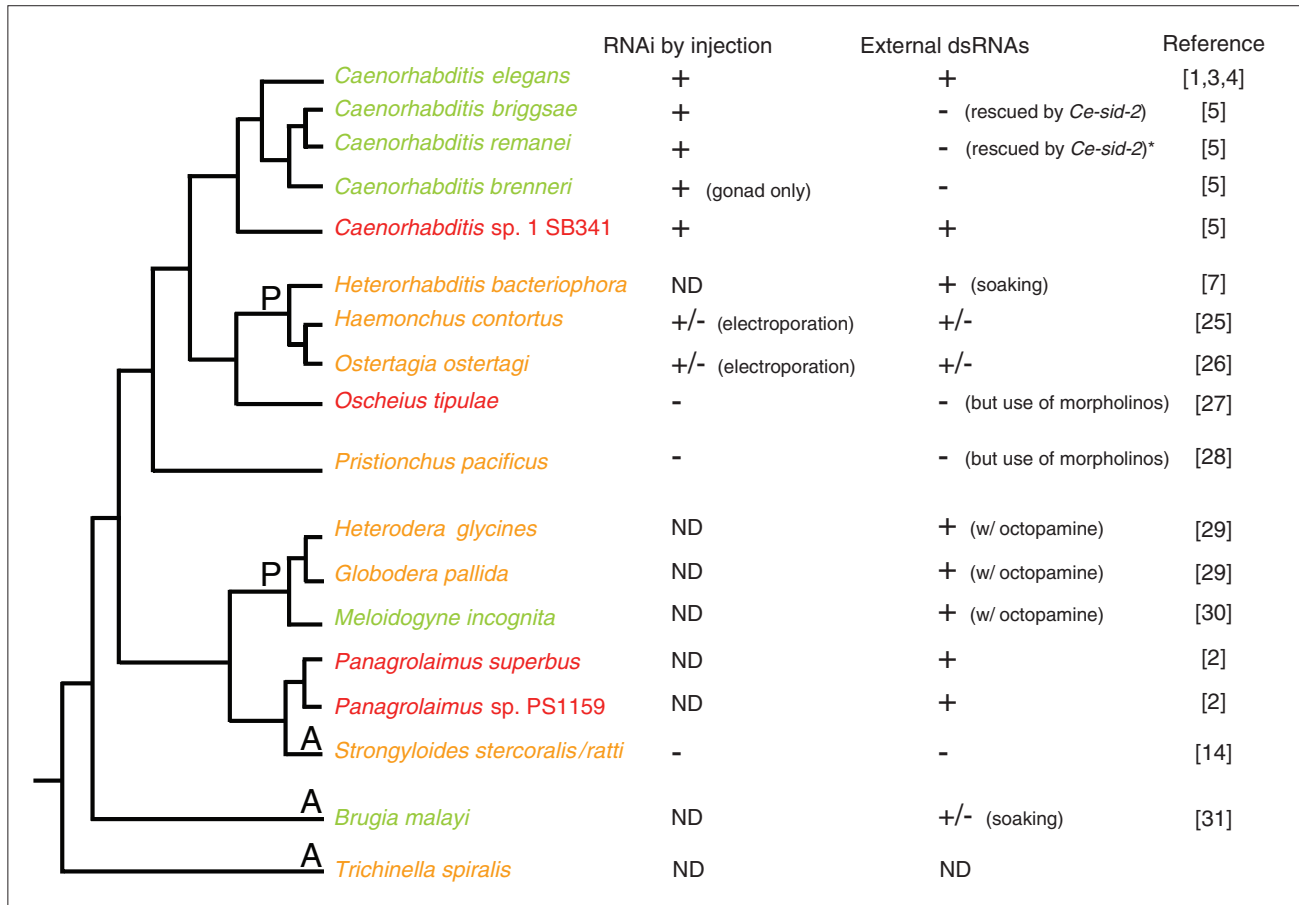 RNAi by injection External dsRNAs Reference
Caenorhabditis elegans + + [1,3,4]
Caenorhabditis briggsae + - (rescued by Ce-sid-2) [5]
Caenorhabditis remanei + - (rescued by Ce-sid-2)* [5]
Caenorhabditis brenneri + (gonad only) - [5]
Caenorhabditis sp. 1 SB341 + + [5]
P Heterorhabditis bacteriophora ND + (soaking) [7]
Haemonchus contortus +/- (electroporation) +/- [25]
Ostertagia ostertagi +/- (electroporation) +/- [26]
Oscheius tipulae - - (but use of morpholinos) [27]
Pristionchus pacificus - - (but use of morpholinos) [28]
Heterodera glycines ND + (w/ octopamine) [29]
P Globodera pallida ND + (w/ octopamine) [29]
Meloidogyne incognita ND + (w/ octopamine) [30]
Panagrolaimus superbus ND + [2]
Panagrolaimus sp. PS1159 ND + [2]
A Strongyloides stercoralis/ratti - - [14]
A Brugia malayi ND +/- (soaking) [31]
A Trichinella spiralis ND ND